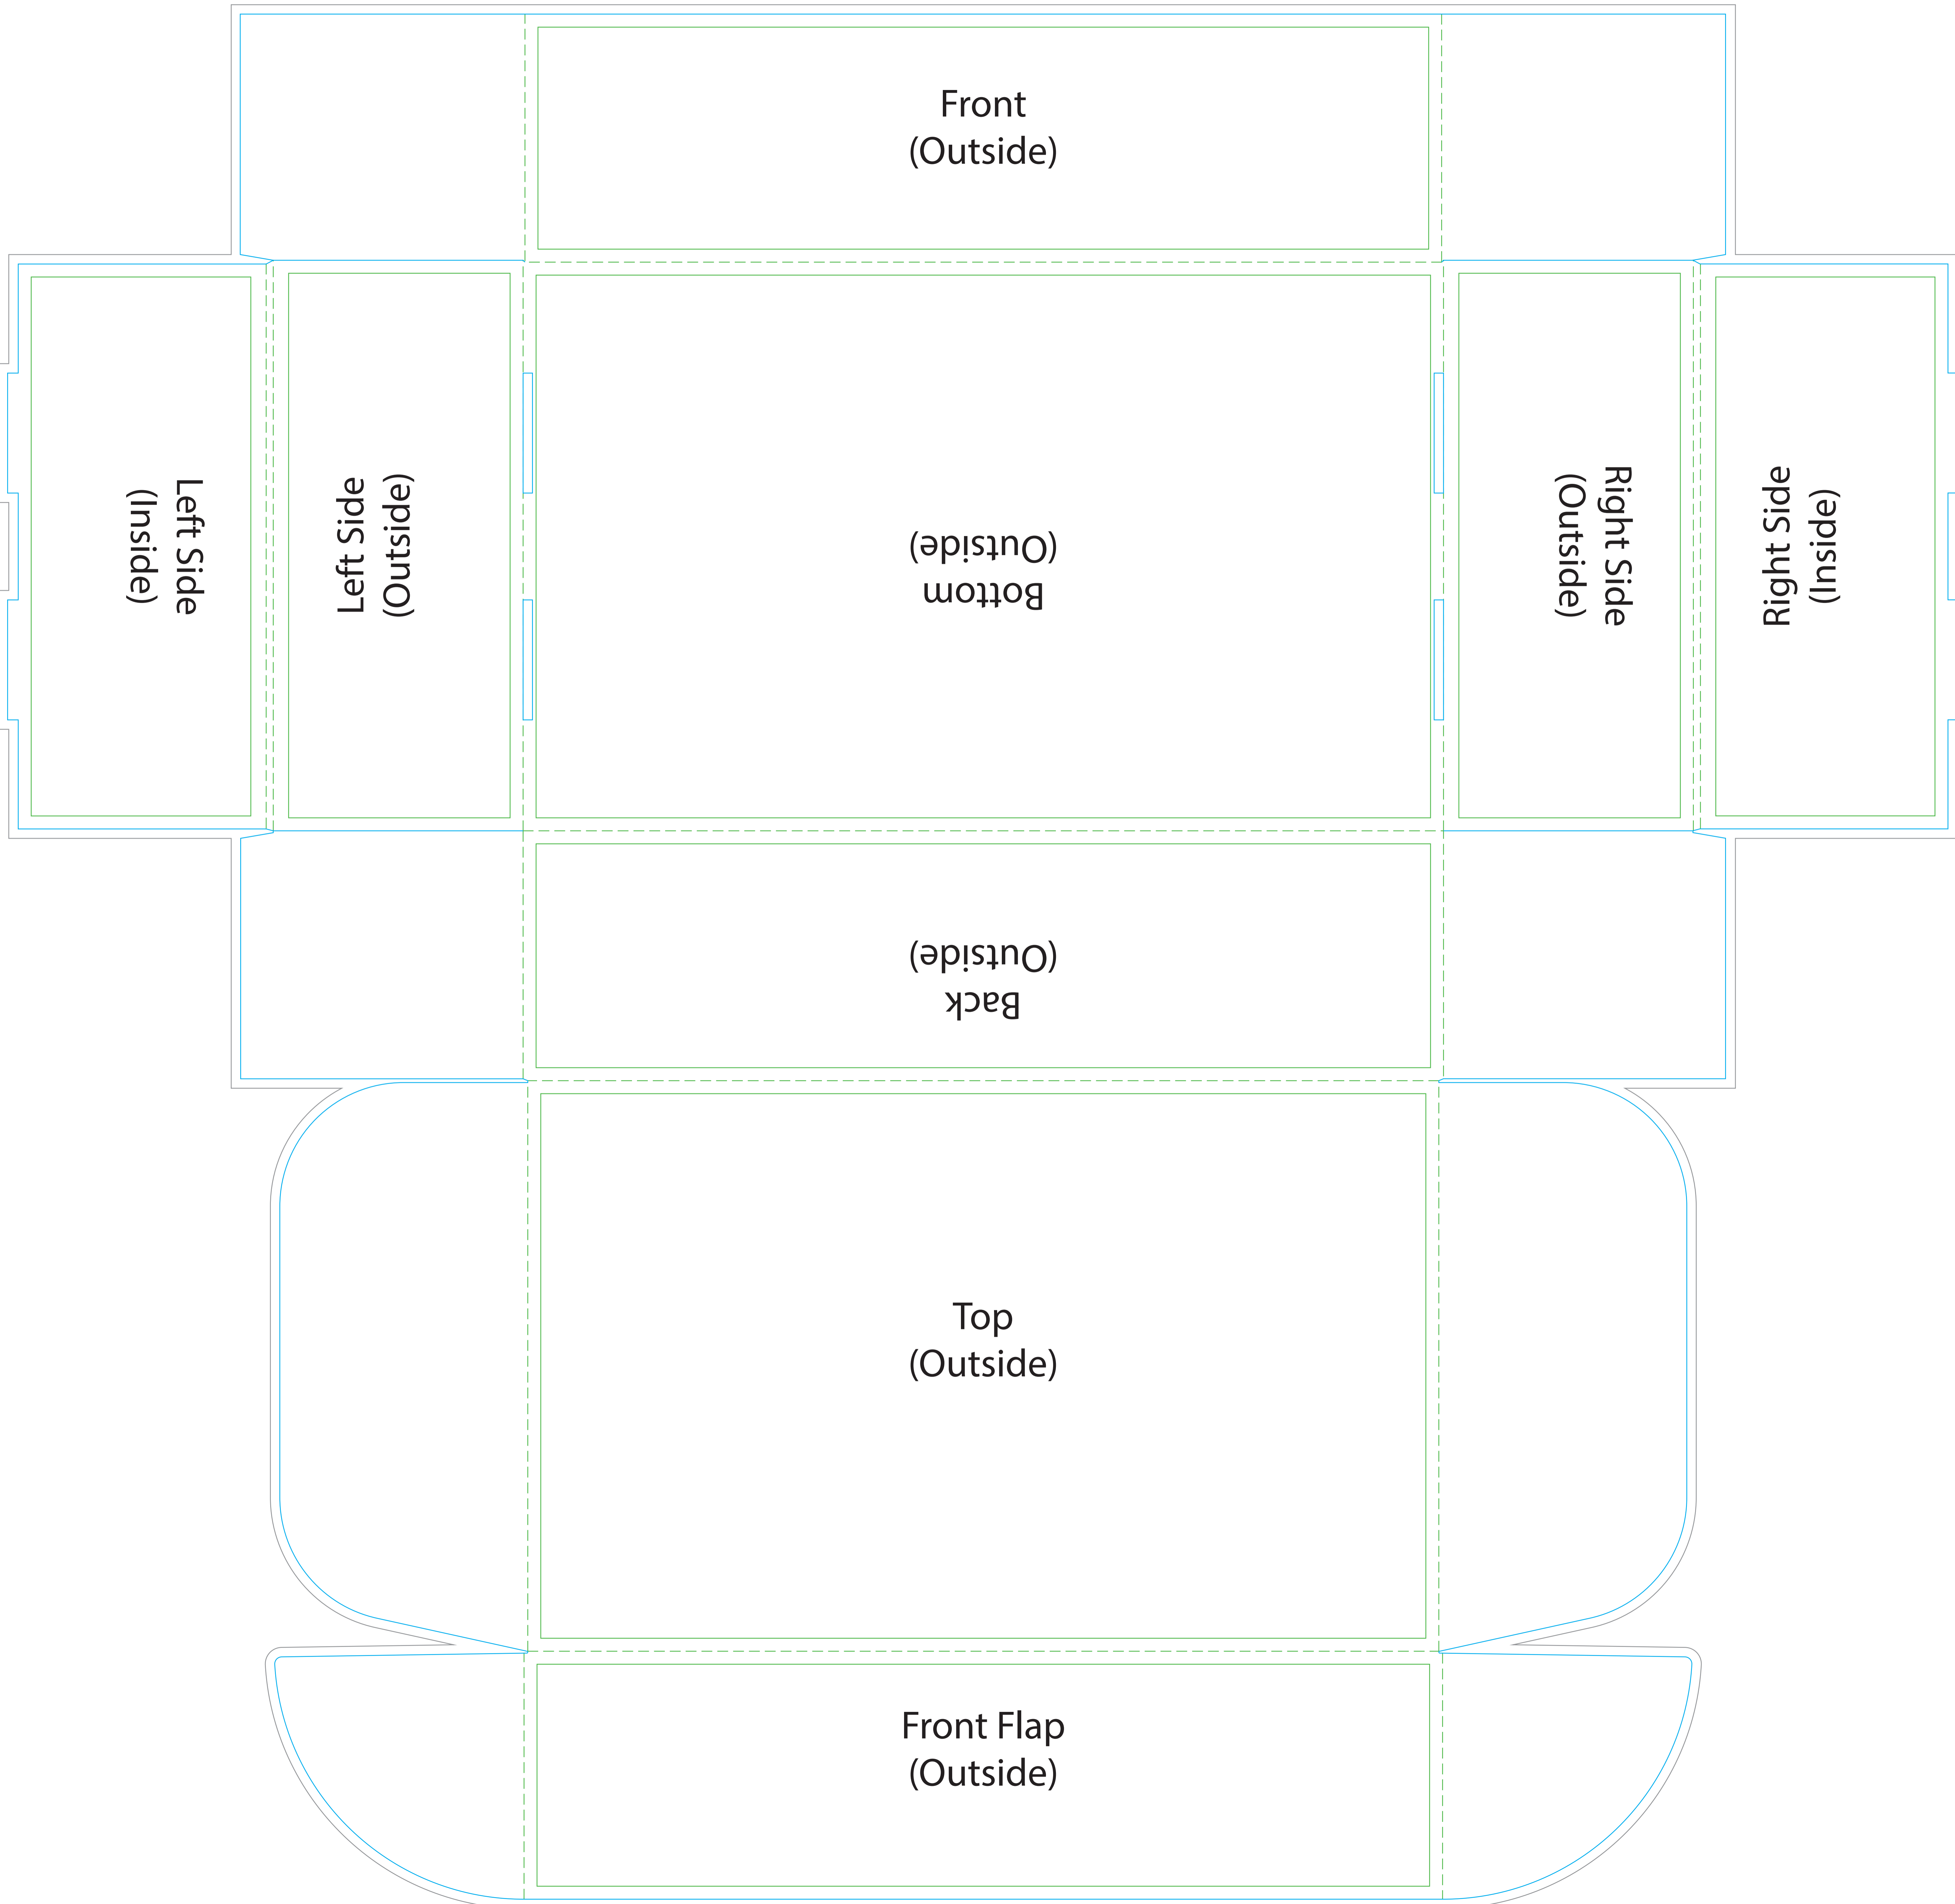 Front
(Outside)
Left Side
(Inside)
Left Side
(Outside)
Bottom
(Outside)
Right Side
(Outside)
Right Side
(Inside)
Back
(Outside)
Top
(Outside)
Front Flap
(Outside)